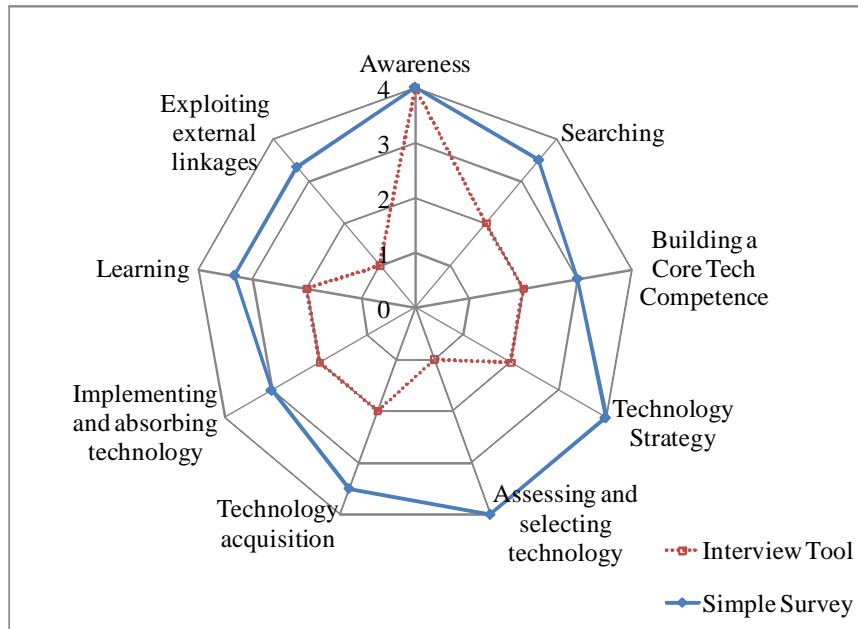 Awareness
4
3
2
1
0
Searching
Building a
Core Tech
Competence
Technology
Strategy
Assessing and
selecting
technology
Technology
acquisition
Implementing
and absorbing
technology
Learning
Exploiting
external
linkages
Interview Tool
Simple Survey